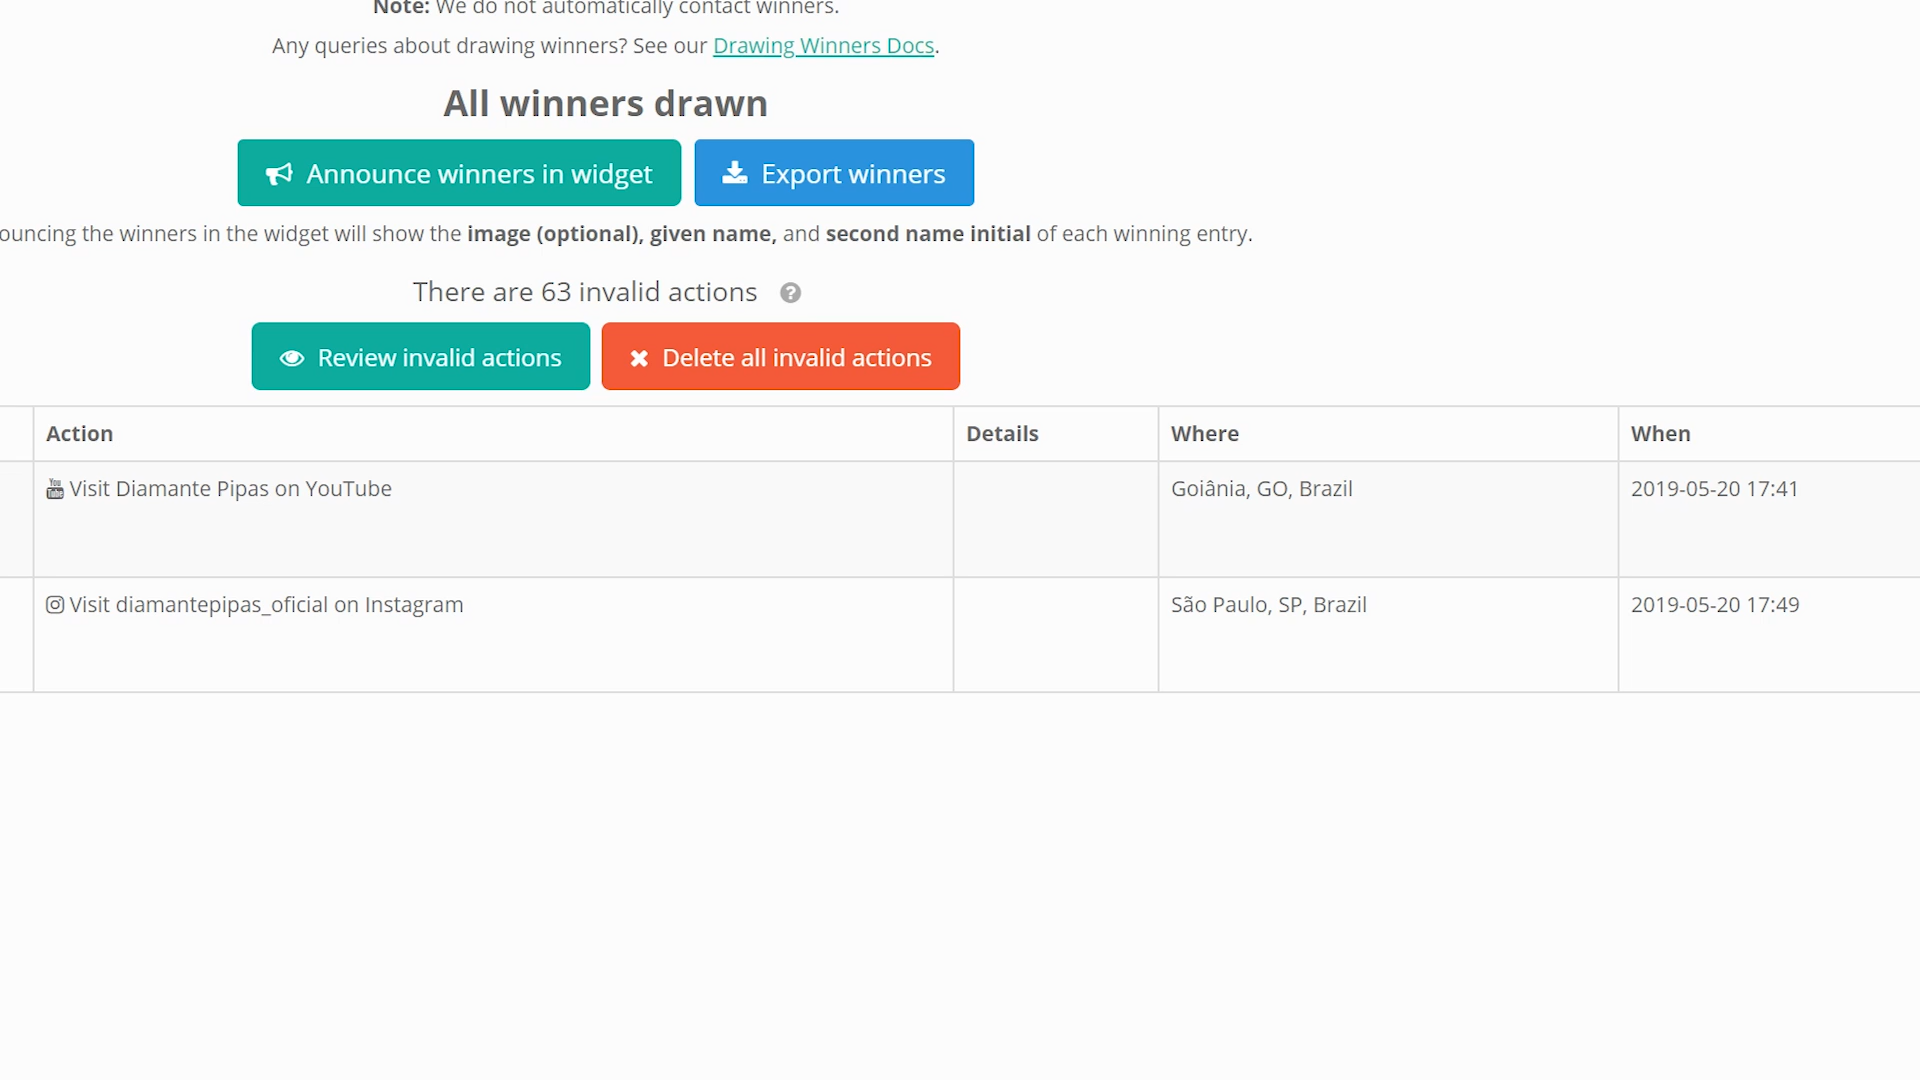 Note: We do not automatically contact winners.
Any queries about drawing winners? See our Drawing Winners Docs.
All winners drawn
Announce winners in widget
Export winners
ouncing the winners in the widget will show the image (optional), given name, and second name initial of each winning entry.
There are 63 invalid actions ?
Review invalid actions
Delete all invalid actions
Action Details Where When
You Tube Visit Diamante Pipas on YouTube Goiânia, GO, Brazil 2019-05-20 17:41
Visit diamantepipas_oficial on Instagram São Paulo, SP, Brazil 2019-05-20 17:49